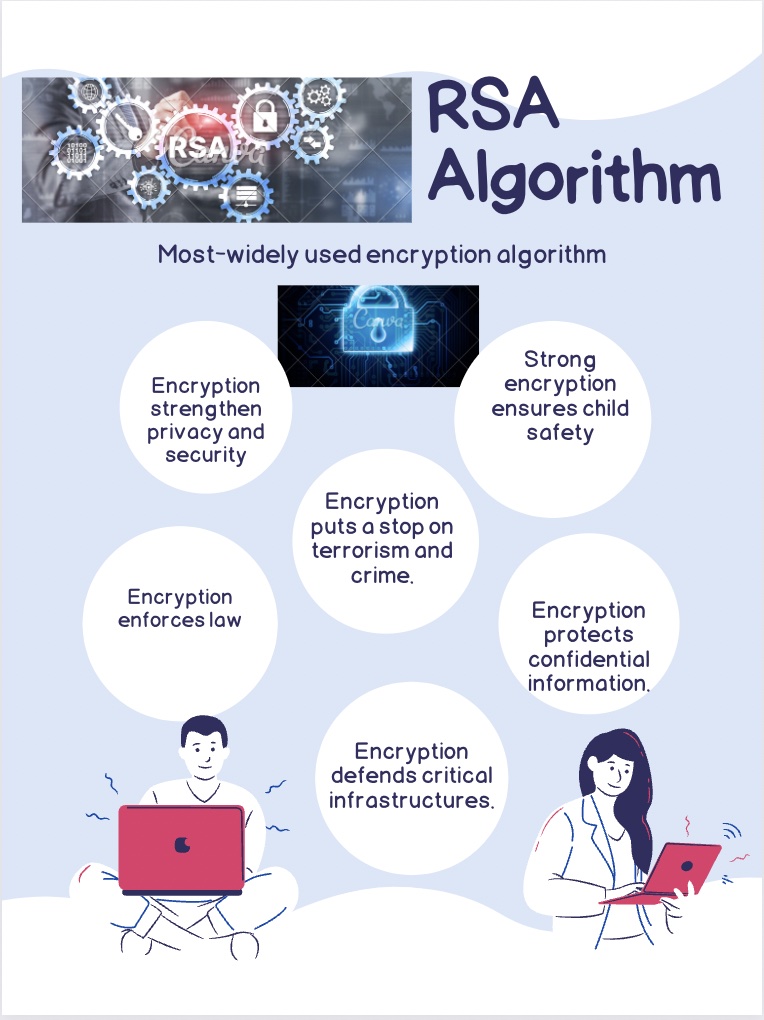 RSA
Algorithm
RSA
Canva
Most-widely used encryption algorithm
Canva
Encryption
strengthen
privacy and
security
Strong
encryption
ensures child
safety
Encryption
puts a stop on
terrorism and
crime.
Encryption
enforces law
Encryption
protects
confidential
information.
Encryption
defends critical
infrastructures.